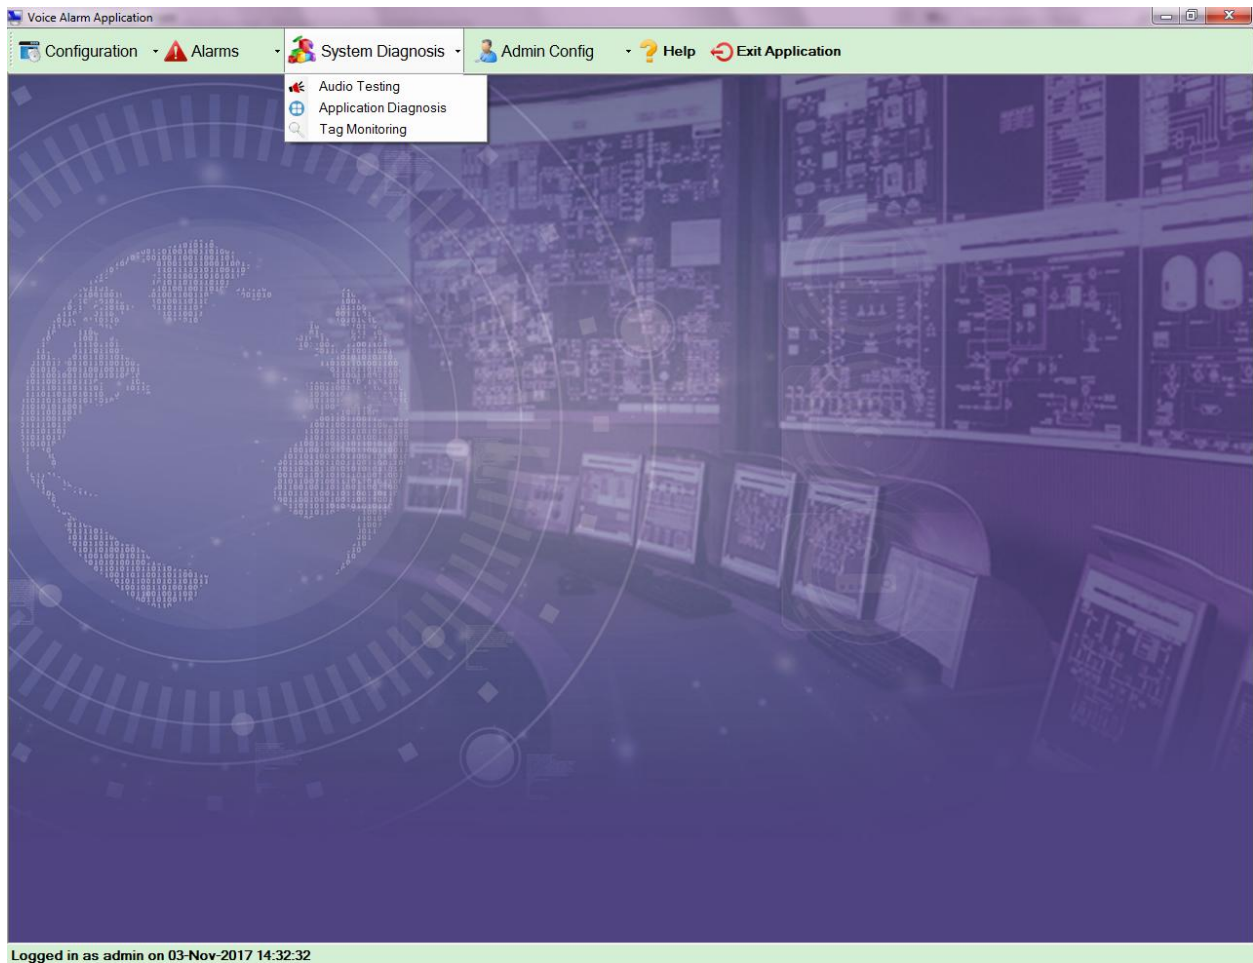 Voice Alarm Application
Configuration Alarms System Diagnosis Admin Config Help Exit Application
Audio Testing
Application Diagnosis
Tag Monitoring
Logged in as admin on 03-Nov-2017 14:32:32